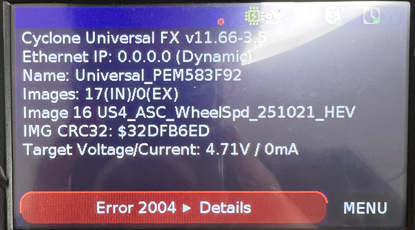 Cyclone Universal FX v11.66-3.5
Ethernet IP: 0.0.0.0 (Dynamic)
Name: Universal_PEM583F92
Images: 17(IN)/0(EX)
Image 16 US4_ASC_WheelSpd_251021_HEV
IMG CRC32: $32DFB6ED
Target Voltage/Current: 4.71V / 0mA
Error 2004 ► Details
MENU